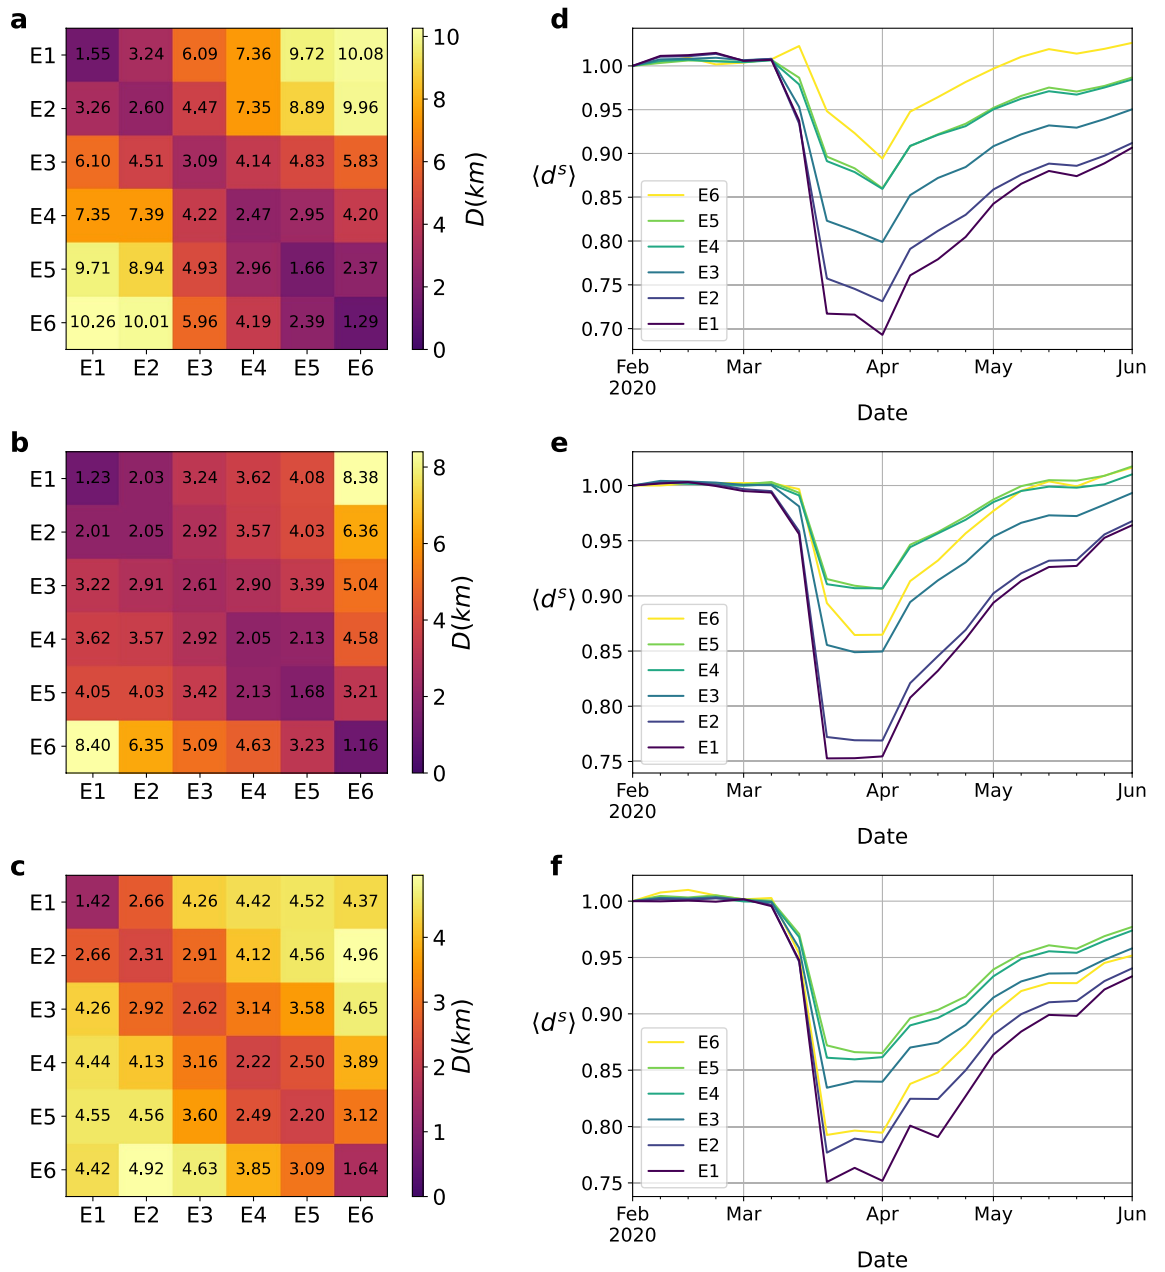 a
E1 1.55 3.24 6.09 7.36 9.72 10.08
E2 3.26 2.60 4.47 7.35 8.89 9.96
E3 6.10 4.51 3.09 4.14 4.83 5.83
E4 7.35 7.39 4.22 2.47 2.95 4.20
E5 9.71 8.94 4.93 2.96 1.66 2.37
E6 10.26 10.01 5.96 4.19 2.39 1.29
E1 E2 E3 E4 E5 E6
10
8
6
4
2
0
D(km)
d
1.00
0.95
0.90
0.85
0.80
0.75
0.70
⟨dˢ⟩
E6
E5
E4
E3
E2
E1
Feb Mar Apr May Jun
2020
Date
b
E1 1.23 2.03 3.24 3.62 4.08 8.38
E2 2.01 2.05 2.92 3.57 4.03 6.36
E3 3.22 2.91 2.61 2.90 3.39 5.04
E4 3.62 3.57 2.92 2.05 2.13 4.58
E5 4.05 4.03 3.42 2.13 1.68 3.21
E6 8.40 6.35 5.09 4.63 3.23 1.16
E1 E2 E3 E4 E5 E6
8
6
4
2
0
D(km)
e
1.00
0.95
0.90
0.85
0.80
0.75
⟨dˢ⟩
E6
E5
E4
E3
E2
E1
Feb Mar Apr May Jun
2020
Date
c
E1 1.42 2.66 4.26 4.42 4.52 4.37
E2 2.66 2.31 2.91 4.12 4.56 4.96
E3 4.26 2.92 2.62 3.14 3.58 4.65
E4 4.44 4.13 3.16 2.22 2.50 3.89
E5 4.55 4.56 3.60 2.49 2.20 3.12
E6 4.42 4.92 4.63 3.85 3.09 1.64
E1 E2 E3 E4 E5 E6
4
3
2
1
0
D(km)
f
1.00
0.95
0.90
0.85
0.80
0.75
⟨dˢ⟩
E6
E5
E4
E3
E2
E1
Feb Mar Apr May Jun
2020
Date